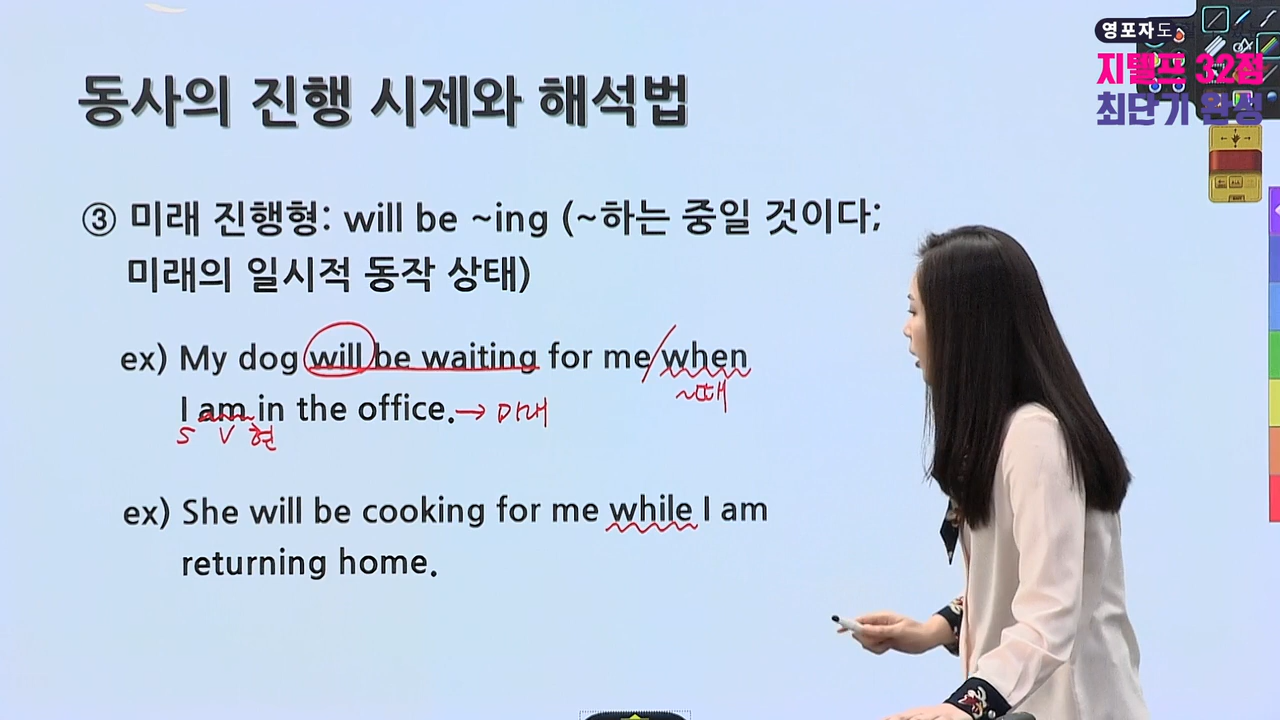 영포자도
지텔프 32점
최단기 완성
동사의 진행 시제와 해석법
③ 미래 진행형: will be ~ing (~하는 중일 것이다;
미래의 일시적 동작 상태)
ex) My dog will be waiting for me/when
~때
I am in the office. → 미래
S V 현
ex) She will be cooking for me while I am
returning home.